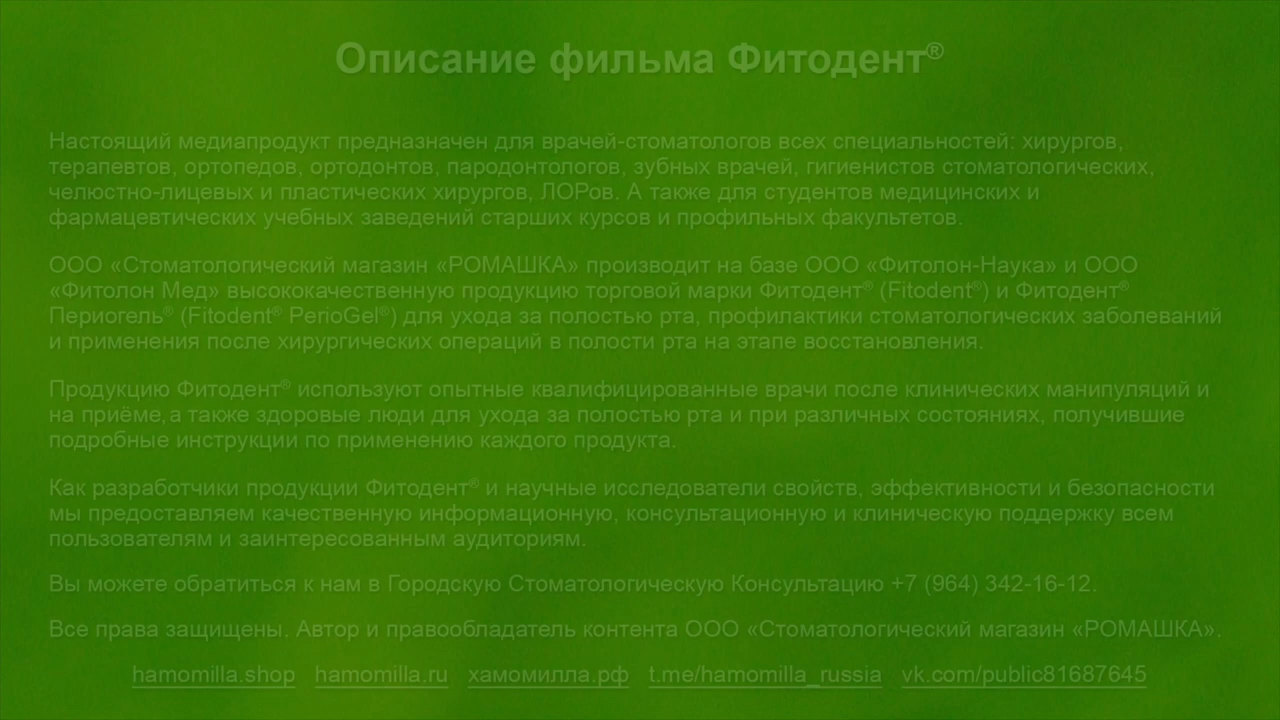 Описание фильма Фитодент®
Настоящий медиапродукт предназначен для врачей-стоматологов всех специальностей: хирургов,
терапевтов, ортопедов, ортодонтов, пародонтологов, зубных врачей, гигиенистов стоматологических,
челюстно-лицевых и пластических хирургов, ЛОРов. А также для студентов медицинских и
фармацевтических учебных заведений старших курсов и профильных факультетов.
ООО «Стоматологический магазин «РОМАШКА» производит на базе ООО «Фитолон-Наука» и ООО
«Фитолон Мед» высококачественную продукцию торговой марки Фитодент® (Fitodent®) и Фитодент®
Периогель® (Fitodent® PerioGel®) для ухода за полостью рта, профилактики стоматологических заболеваний
и применения после хирургических операций в полости рта на этапе восстановления.
Продукцию Фитодент® используют опытные квалифицированные врачи после клинических манипуляций и
на приёме, а также здоровые люди для ухода за полостью рта и при различных состояниях, получившие
подробные инструкции по применению каждого продукта.
Как разработчики продукции Фитодент® и научные исследователи свойств, эффективности и безопасности
мы предоставляем качественную информационную, консультационную и клиническую поддержку всем
пользователям и заинтересованным аудиториям.
Вы можете обратиться к нам в Городскую Стоматологическую Консультацию +7 (964) 342-16-12.
Все права защищены. Автор и правообладатель контента ООО «Стоматологический магазин «РОМАШКА».
hamomilla.shop hamomilla.ru хамомилла.рф t.me/hamomilla_russia vk.com/public81687645